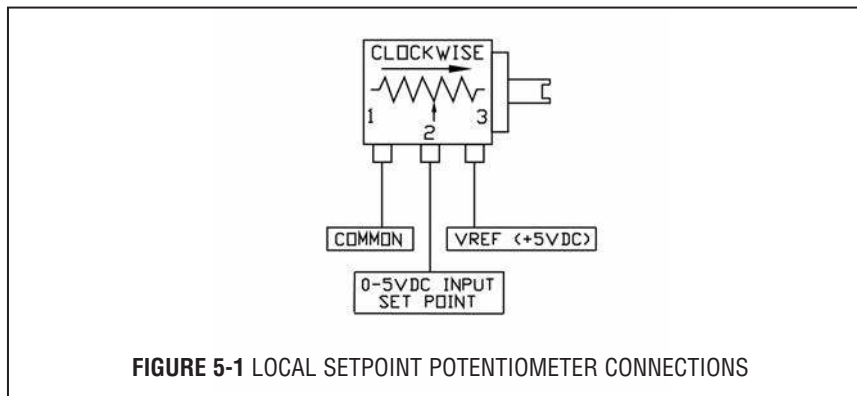 CLOCKWISE
1
2
3
COMMON
VREF (+5VDC)
0-5VDC INPUT
SET POINT
FIGURE 5-1 LOCAL SETPOINT POTENTIOMETER CONNECTIONS